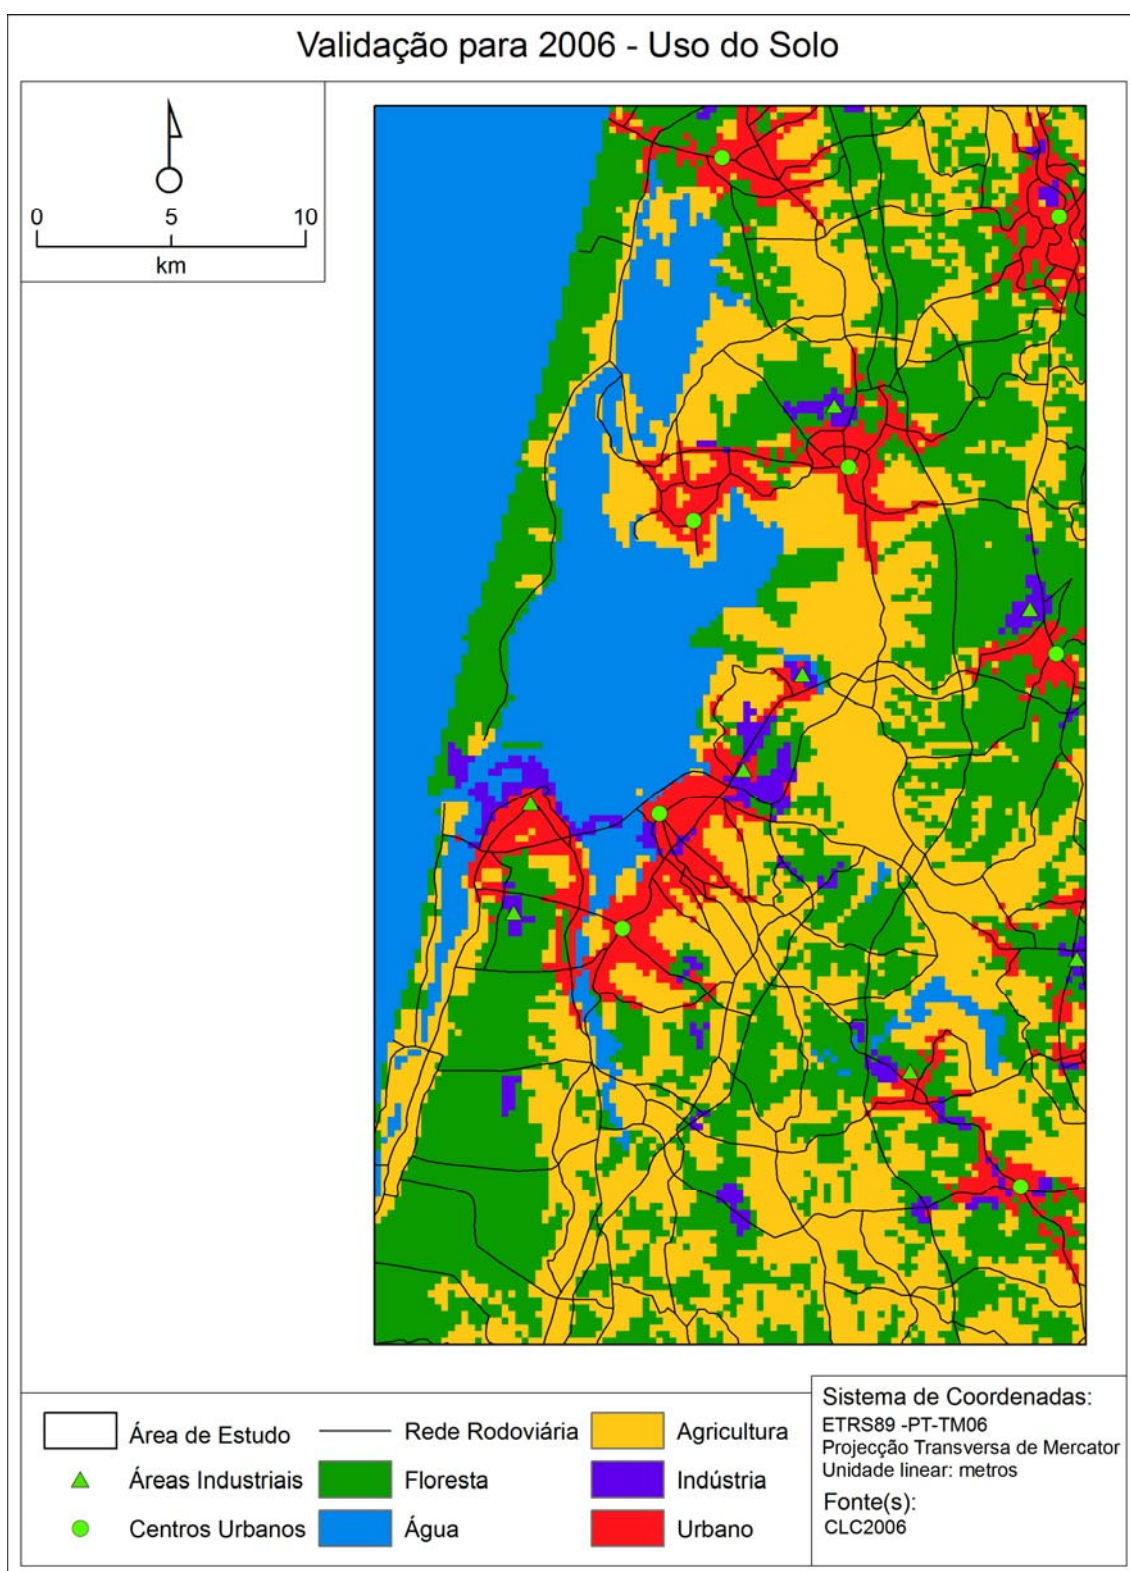 Validação para 2006 - Uso do Solo
0 5 10
km
Área de Estudo
Rede Rodoviária
Agricultura
Áreas Industriais
Floresta
Indústria
Centros Urbanos
Água
Urbano
Sistema de Coordenadas:
ETRS89 -PT-TM06
Projecção Transversa de Mercator
Unidade linear: metros
Fonte(s):
CLC2006